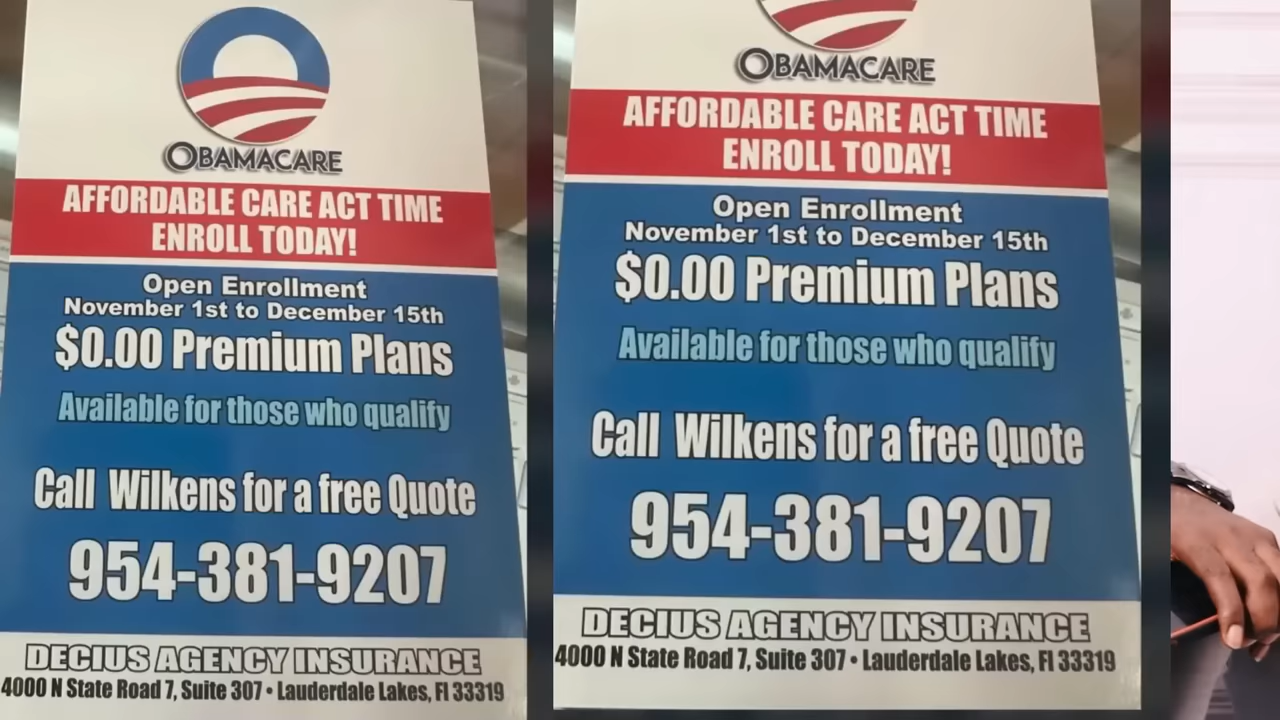 OBAMACARE
AFFORDABLE CARE ACT TIME
ENROLL TODAY!
Open Enrollment
November 1st to December 15th
$0.00 Premium Plans
Available for those who qualify
Call Wilkens for a free Quote
954-381-9207
DECIUS AGENCY INSURANCE
4000 N State Road 7, Suite 307 • Lauderdale Lakes, Fl 33319
OBAMACARE
AFFORDABLE CARE ACT TIME
ENROLL TODAY!
Open Enrollment
November 1st to December 15th
$0.00 Premium Plans
Available for those who qualify
Call Wilkens for a free Quote
954-381-9207
DECIUS AGENCY INSURANCE
4000 N State Road 7, Suite 307 • Lauderdale Lakes, Fl 33319